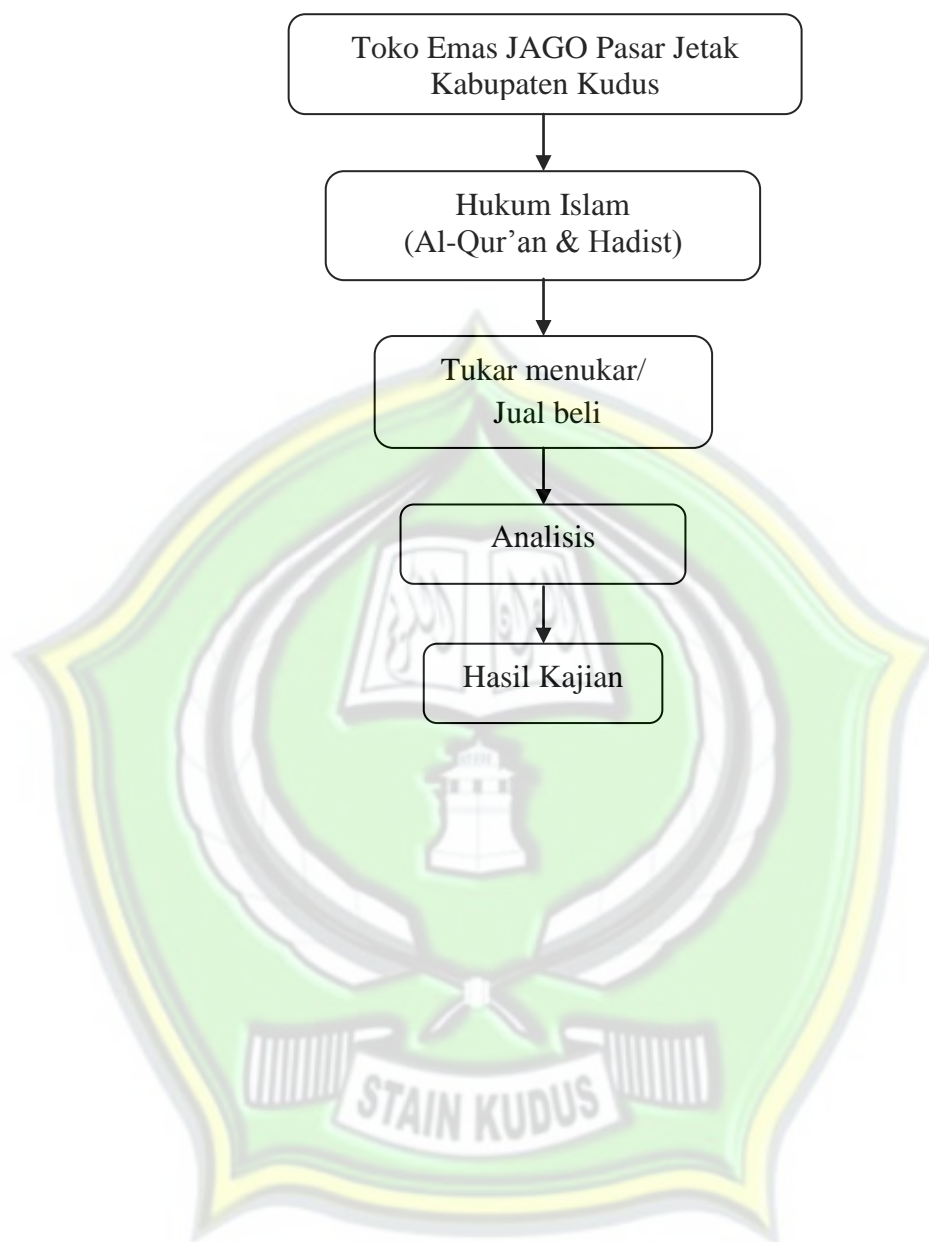 Toko Emas JAGO Pasar Jetak
Kabupaten Kudus
Hukum Islam
(Al-Qur’an & Hadist)
Tukar menukar/
Jual beli
Analisis
Hasil Kajian
STAIN KUDUS